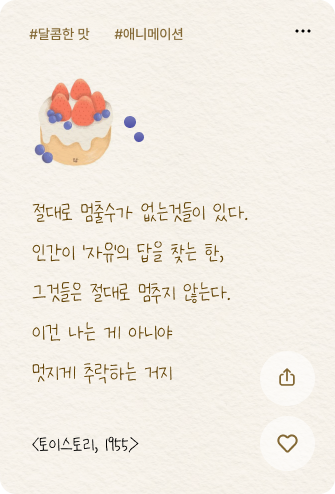 #달콤한 맛 #애니메이션
절대로 멈출수가 없는것들이 있다.
인간이 '자유'의 답을 찾는 한,
그것들은 절대로 멈추지 않는다.
이건 나는 게 아니야
멋지게 추락하는 거지
<토이스토리, 1955>